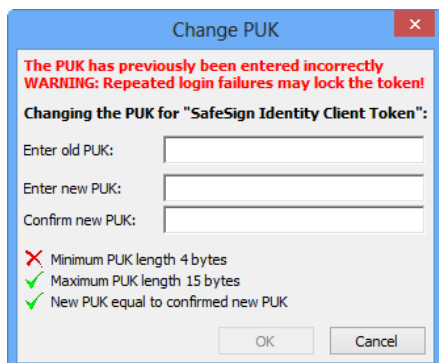 Change PUK
The PUK has previously been entered incorrectly
WARNING: Repeated login failures may lock the token!
Changing the PUK for "SafeSign Identity Client Token":
Enter old PUK:
Enter new PUK:
Confirm new PUK:
Minimum PUK length 4 bytes
Maximum PUK length 15 bytes
New PUK equal to confirmed new PUK
OK Cancel